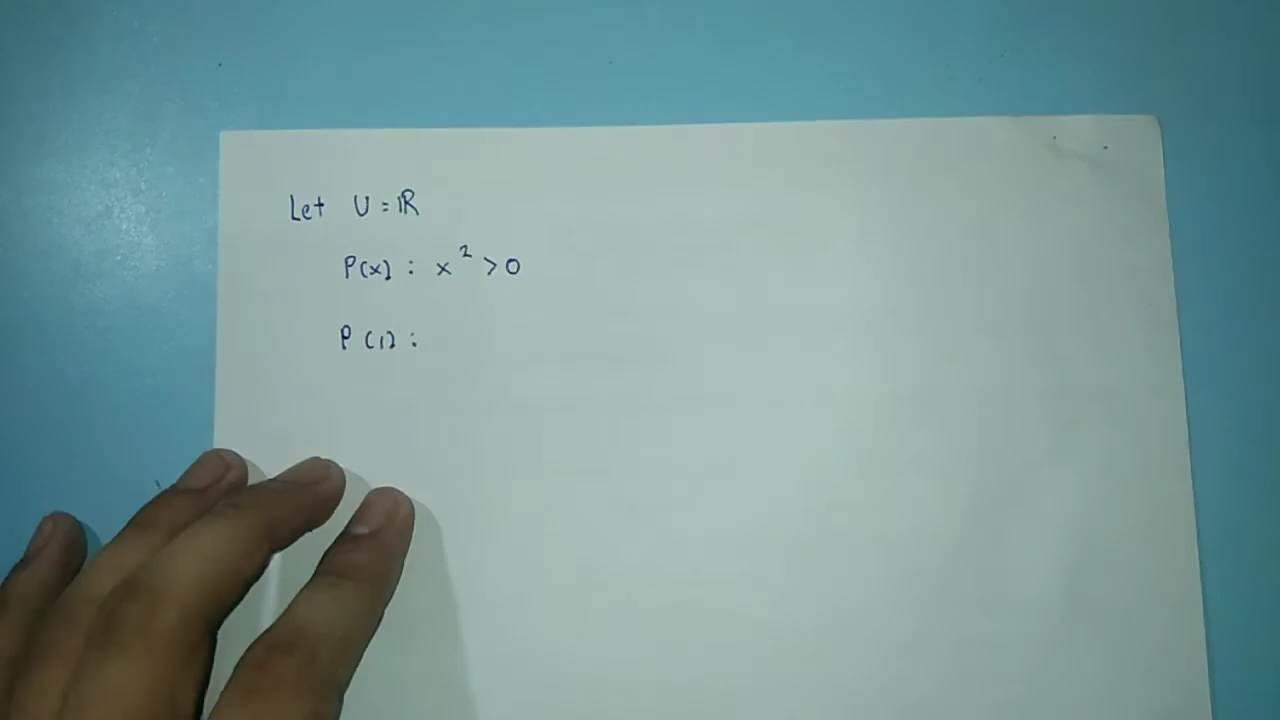 Let U = ℝ
P(x) : x² > 0
P(1) :